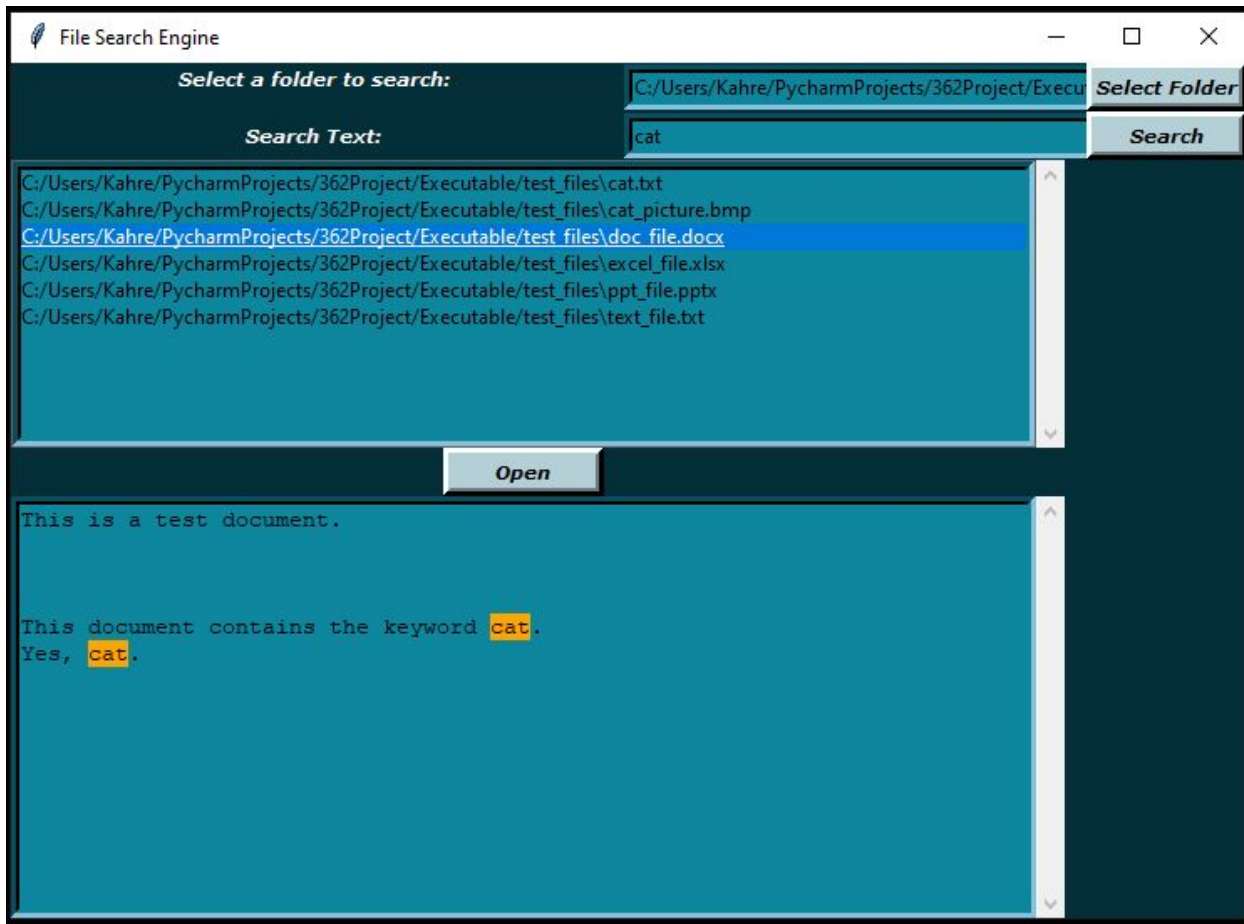 File Search Engine
Select a folder to search:
C:/Users/Kahre/PycharmProjects/362Project/Execu
Select Folder
Search Text:
cat
Search
C:/Users/Kahre/PycharmProjects/362Project/Executable/test_files\cat.txt
C:/Users/Kahre/PycharmProjects/362Project/Executable/test_files\cat_picture.bmp
C:/Users/Kahre/PycharmProjects/362Project/Executable/test_files\doc_file.docx
C:/Users/Kahre/PycharmProjects/362Project/Executable/test_files\excel_file.xlsx
C:/Users/Kahre/PycharmProjects/362Project/Executable/test_files\ppt_file.pptx
C:/Users/Kahre/PycharmProjects/362Project/Executable/test_files\text_file.txt
Open
This is a test document.
This document contains the keyword cat.
Yes, cat.